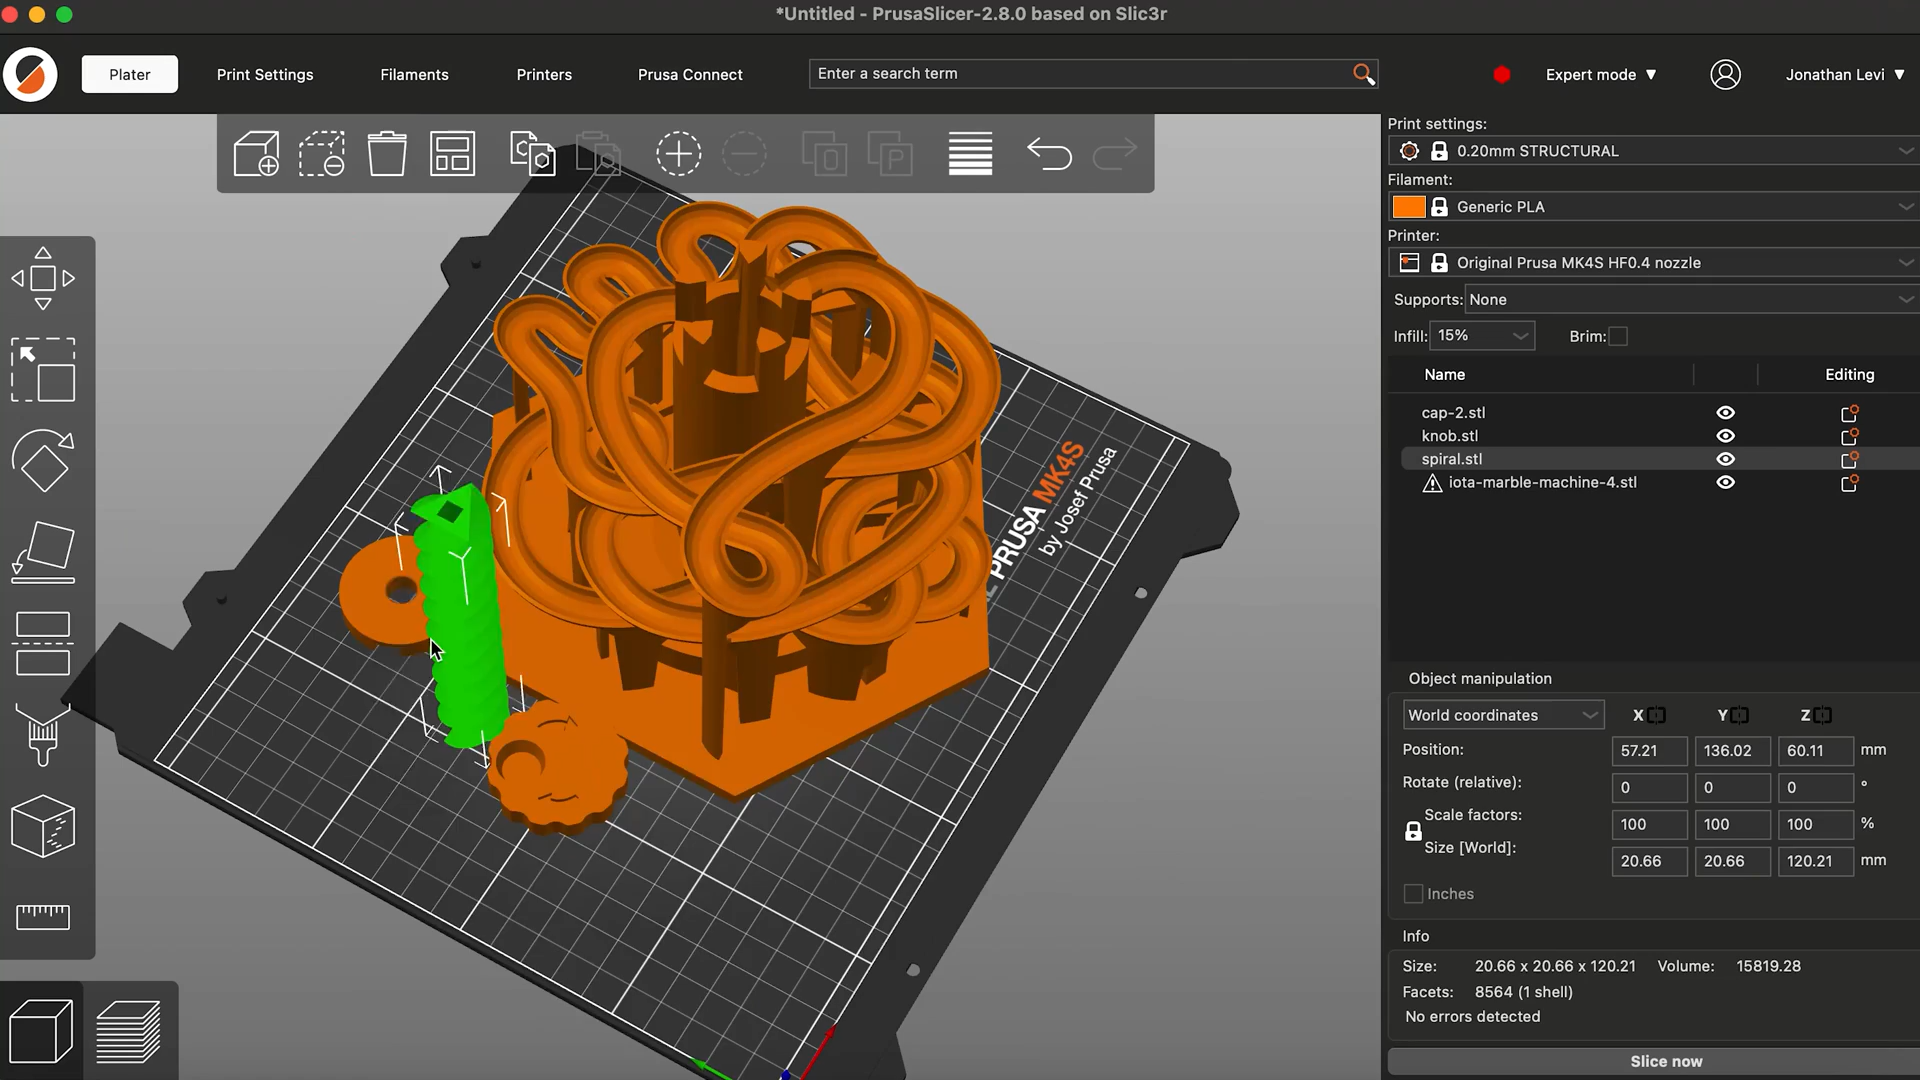 *Untitled - PrusaSlicer-2.8.0 based on Slic3r
Plater
Print Settings
Filaments
Printers
Prusa Connect
Enter a search term
Expert mode
Jonathan Levi
Print settings:
0.20mm STRUCTURAL
Filament:
Generic PLA
Printer:
Original Prusa MK4S HF0.4 nozzle
Supports: None
Infill: 15% Brim:
Name Editing
cap-2.stl
knob.stl
spiral.stl
iota-marble-machine-4.stl
PRUSA MK4S
by Josef Prusa
Object manipulation
World coordinates X Y Z
Position: 57.21 136.02 60.11 mm
Rotate (relative): 0 0 0 °
Scale factors: 100 100 100 %
Size [World]: 20.66 20.66 120.21 mm
Inches
Info
Size: 20.66 x 20.66 x 120.21 Volume: 15819.28
Facets: 8564 (1 shell)
No errors detected
Slice now